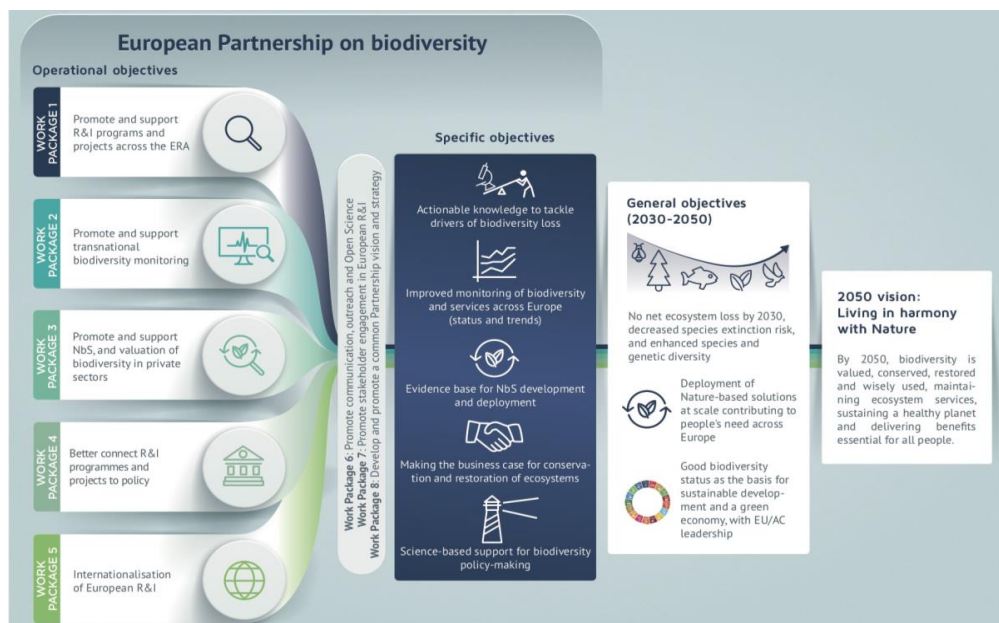 European Partnership on biodiversity
Operational objectives
WORK
PACKAGE 1
Promote and support
R&I programs and
projects across the ERA
WORK
PACKAGE 2
Promote and support
transnational
biodiversity monitoring
WORK
PACKAGE 3
Promote and support
NbS, and valuation of
biodiversity in private
sectors
WORK
PACKAGE 4
Better connect R&I
programmes and
projects to policy
WORK
PACKAGE 5
Internationalisation
of European R&I
Work Package 6: Promote communication, outreach and Open Science
Work Package 7: Promote stakeholder engagement in European R&I
Work Package 8: Develop and promote a common Partnership vision and strategy
Specific objectives
Actionable knowledge to tackle
drivers of biodiversity loss
Improved monitoring of biodiversity
and services across Europe
(status and trends)
Evidence base for NbS development
and deployment
Making the business case for conserva-
tion and restoration of ecosystems
Science-based support for biodiversity
policy-making
General objectives
(2030-2050)
No net ecosystem loss by 2030,
decreased species extinction risk,
and enhanced species and
genetic diversity
Deployment of
Nature-based solutions
at scale contributing to
people's need across
Europe
Good biodiversity
status as the basis for
sustainable develop-
ment and a green
economy, with EU/AC
leadership
2050 vision:
Living in harmony
with Nature
By 2050, biodiversity is
valued, conserved, restored
and wisely used, maintai-
ning ecosystem services,
sustaining a healthy planet
and delivering benefits
essential for all people.